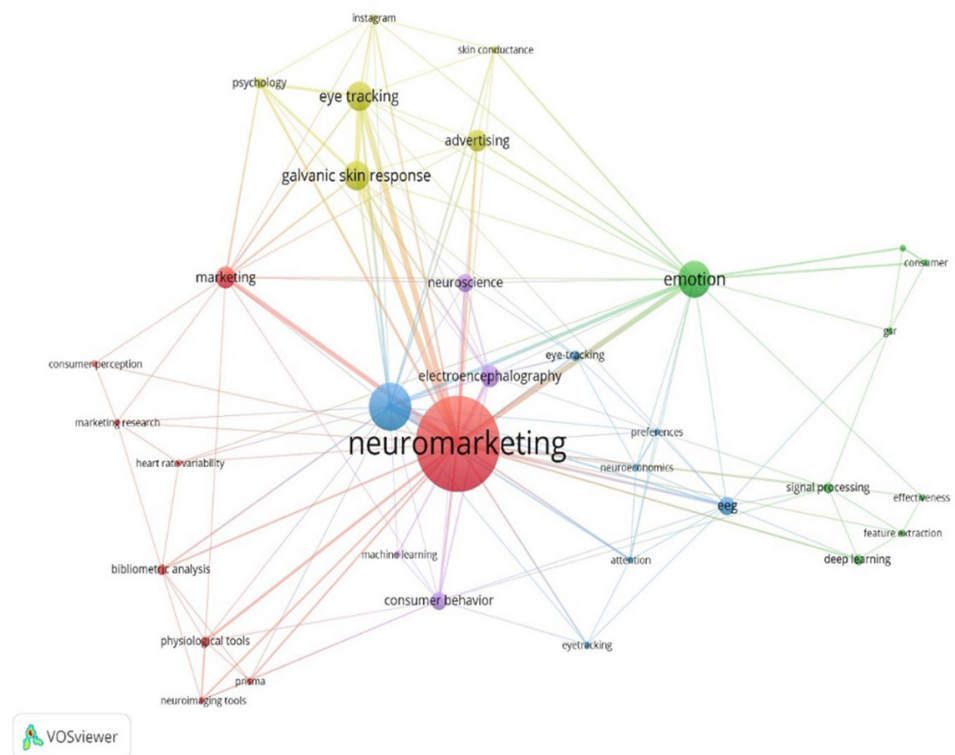 instagram
skin conductance
psychology
eye tracking
advertising
galvanic skin response
marketing
neuroscience
emotion
consumer
gsr
eye-tracking
consumer perception
electroencephalography
marketing research
neuromarketing
preferences
heart rate variability
neuroeconomics
signal processing
effectiveness
eeg
feature extraction
machine learning
attention
deep learning
bibliometric analysis
consumer behavior
physiological tools
eyetracking
prisma
neuroimaging tools
VOSviewer